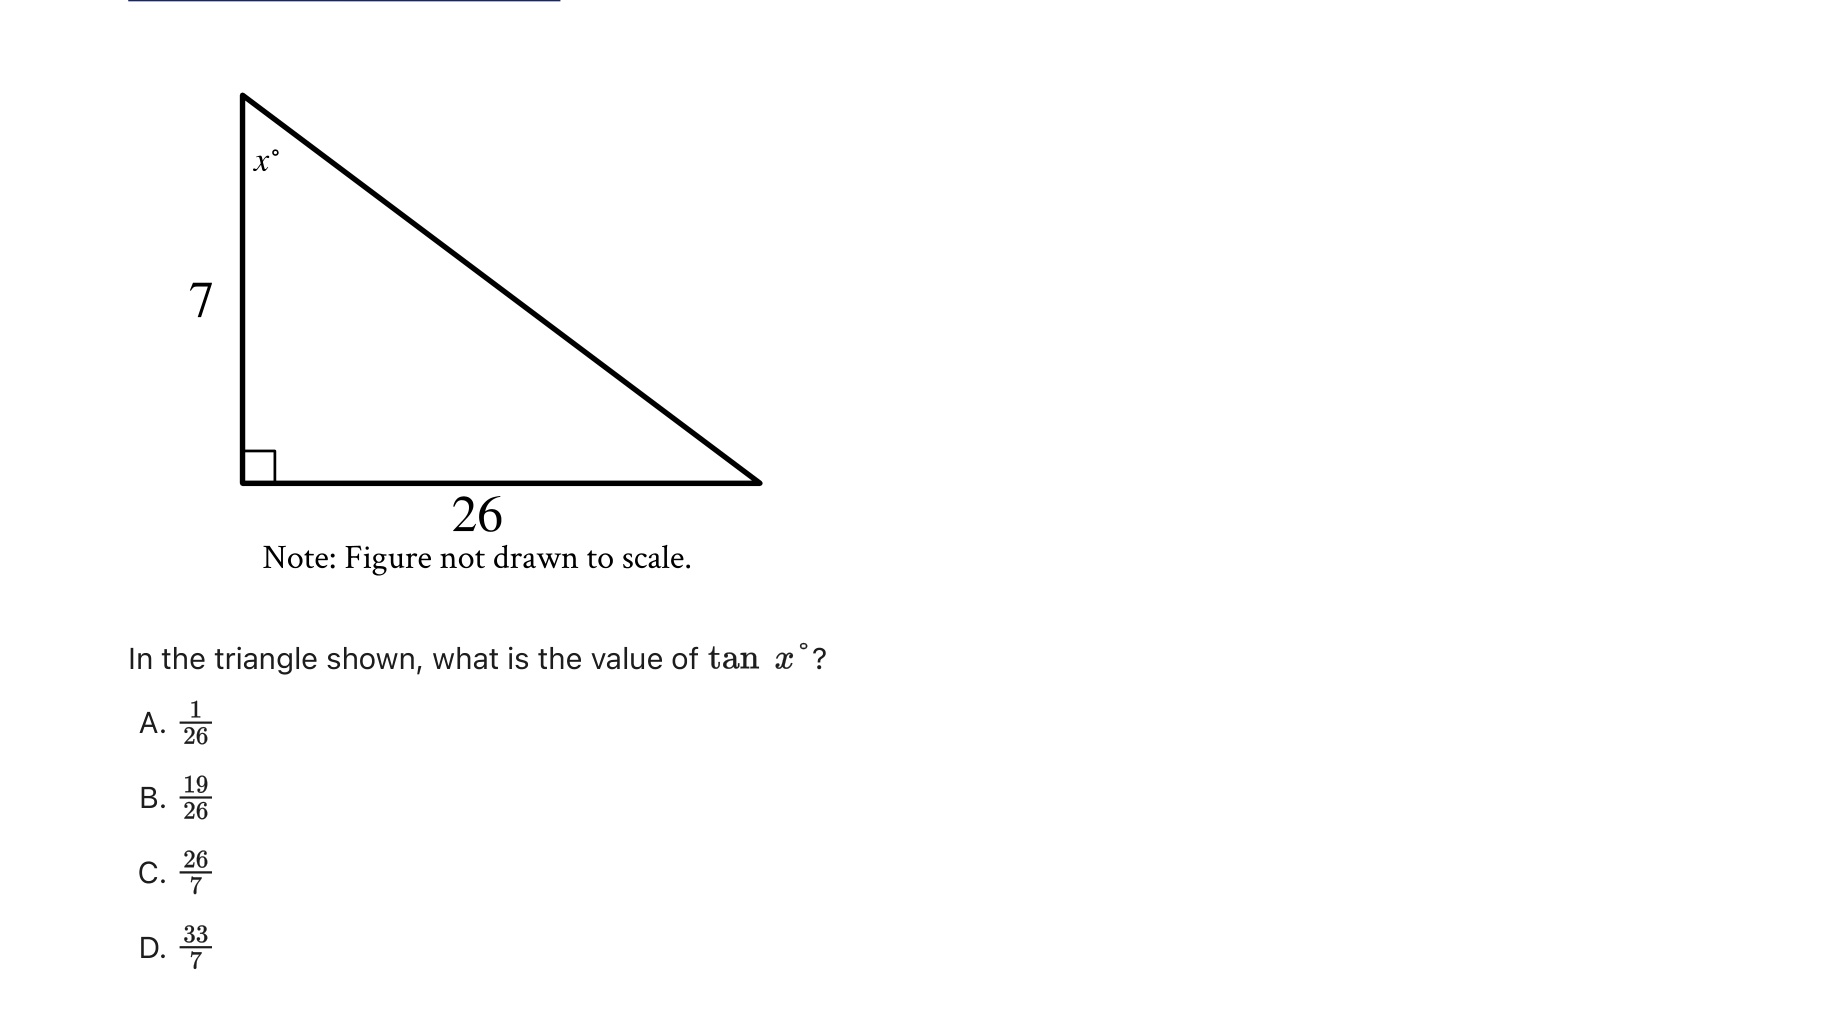 x°
7
26
Note: Figure not drawn to scale.
In the triangle shown, what is the value of tan x°?
A. 1/26
B. 19/26
C. 26/7
D. 33/7